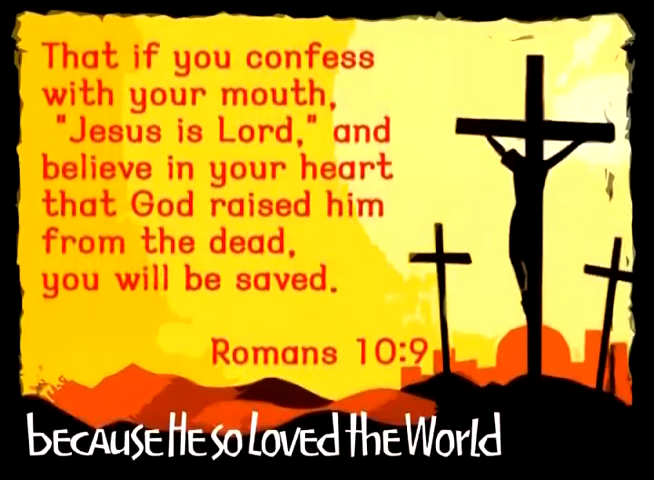 That if you confess
with your mouth,
"Jesus is Lord," and
believe in your heart
that God raised him
from the dead,
you will be saved.
Romans 10:9
because He so Loved the World